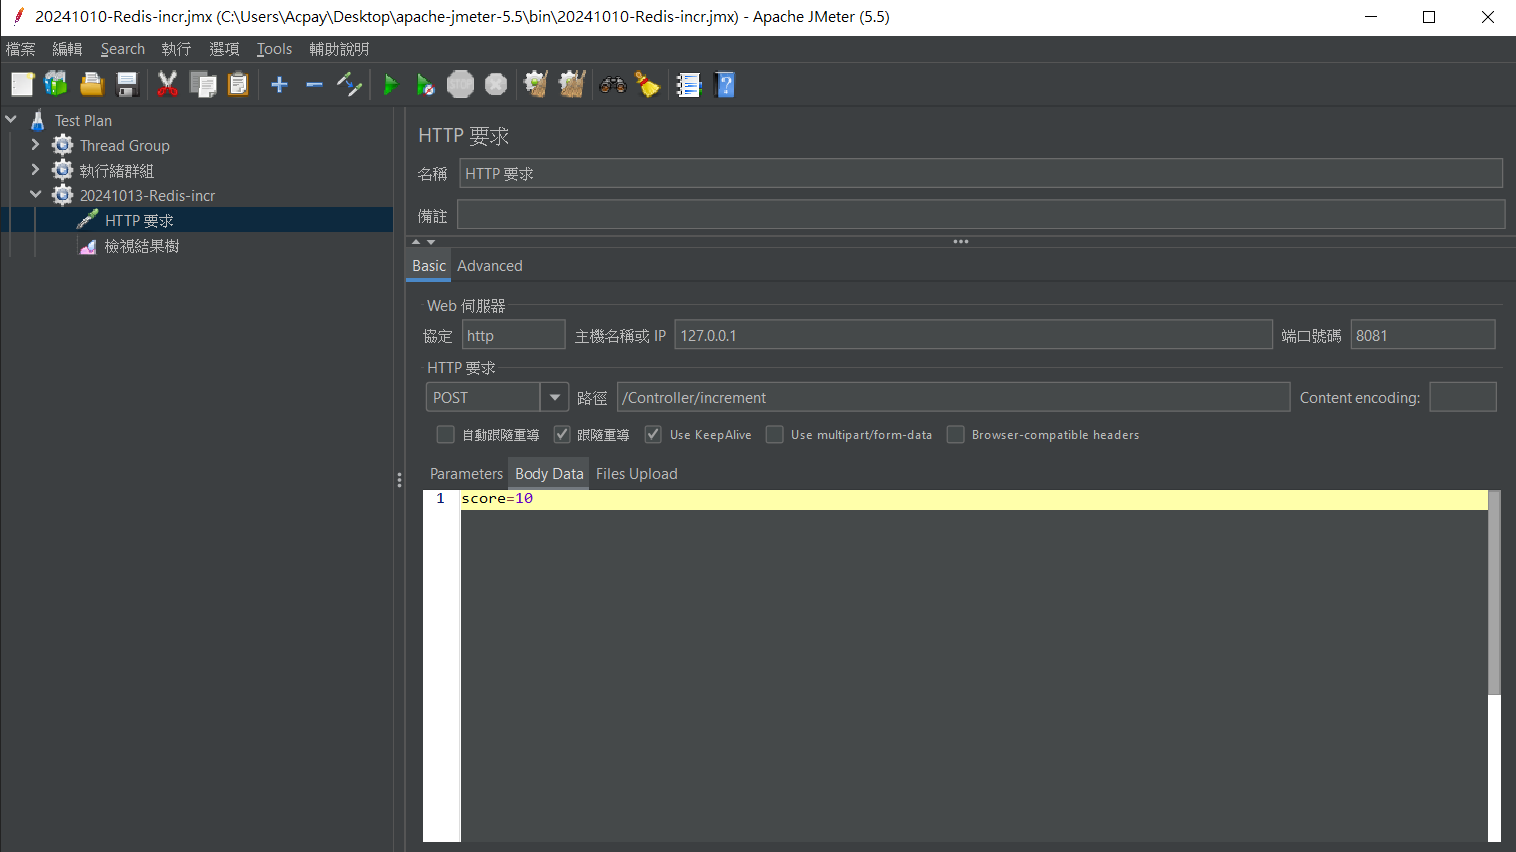 20241010-Redis-incr.jmx (C:\Users\Acpay\Desktop\apache-jmeter-5.5\bin\20241010-Redis-incr.jmx) - Apache JMeter (5.5)
檔案 編輯 Search 執行 選項 Tools 輔助說明
STOP
?
Test Plan
Thread Group
執行緒群組
20241013-Redis-incr
HTTP 要求
檢視結果樹
HTTP 要求
名稱 HTTP 要求
備註
Basic Advanced
Web 伺服器
協定 http 主機名稱或 IP 127.0.0.1 端口號碼 8081
HTTP 要求
POST 路徑 /Controller/increment Content encoding:
自動跟隨重導 跟隨重導 Use KeepAlive Use multipart/form-data Browser-compatible headers
Parameters Body Data Files Upload
1 score=10